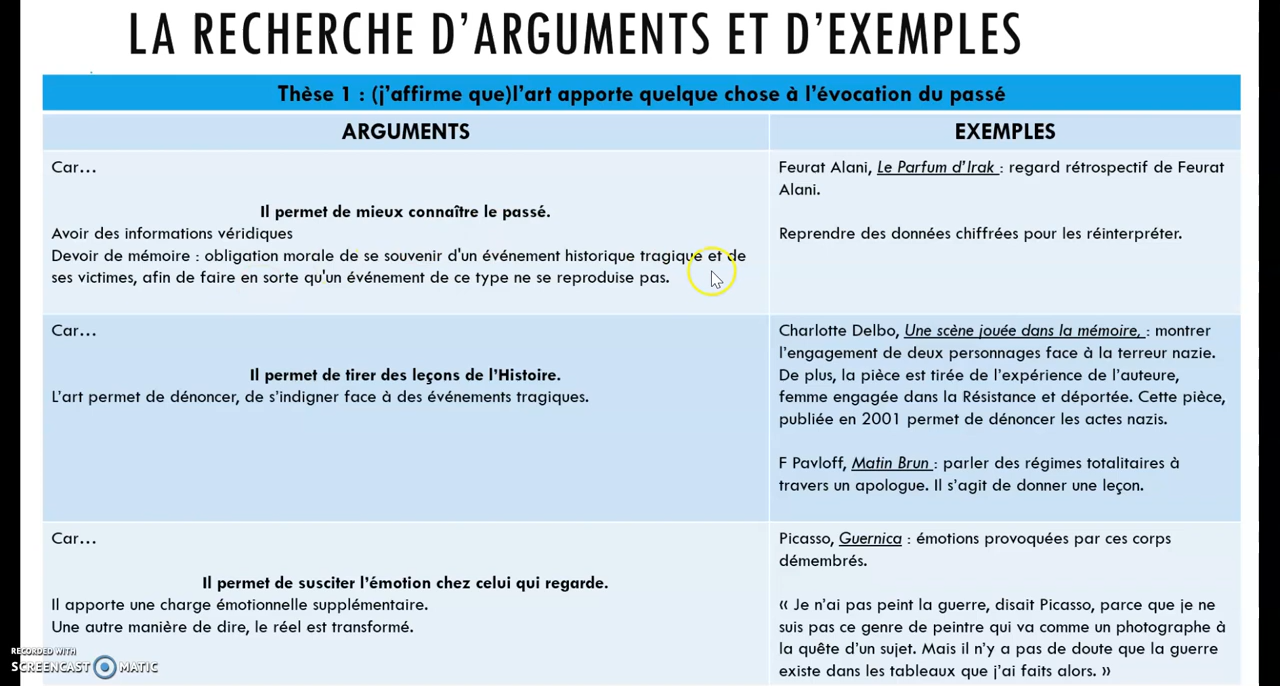 LA RECHERCHE D'ARGUMENTS ET D'EXEMPLES
Thèse 1 : (j'affirme que)l'art apporte quelque chose à l'évocation du passé
ARGUMENTS
EXEMPLES
Car…
Il permet de mieux connaître le passé.
Avoir des informations véridiques
Devoir de mémoire : obligation morale de se souvenir d'un événement historique tragique et de
ses victimes, afin de faire en sorte qu'un événement de ce type ne se reproduise pas.
Feurat Alani, Le Parfum d'Irak : regard rétrospectif de Feurat
Alani.
Reprendre des données chiffrées pour les réinterpréter.
Car…
Il permet de tirer des leçons de l'Histoire.
L'art permet de dénoncer, de s'indigner face à des événements tragiques.
Charlotte Delbo, Une scène jouée dans la mémoire, : montrer
l'engagement de deux personnages face à la terreur nazie.
De plus, la pièce est tirée de l'expérience de l'auteure,
femme engagée dans la Résistance et déportée. Cette pièce,
publiée en 2001 permet de dénoncer les actes nazis.
F Pavloff, Matin Brun : parler des régimes totalitaires à
travers un apologue. Il s'agit de donner une leçon.
Car…
Il permet de susciter l'émotion chez celui qui regarde.
Il apporte une charge émotionnelle supplémentaire.
Une autre manière de dire, le réel est transformé.
Picasso, Guernica : émotions provoquées par ces corps
démembrés.
« Je n'ai pas peint la guerre, disait Picasso, parce que je ne
suis pas ce genre de peintre qui va comme un photographe à
la quête d'un sujet. Mais il n'y a pas de doute que la guerre
existe dans les tableaux que j'ai faits alors. »
RECORDED WITH
SCREENCAST MATIC